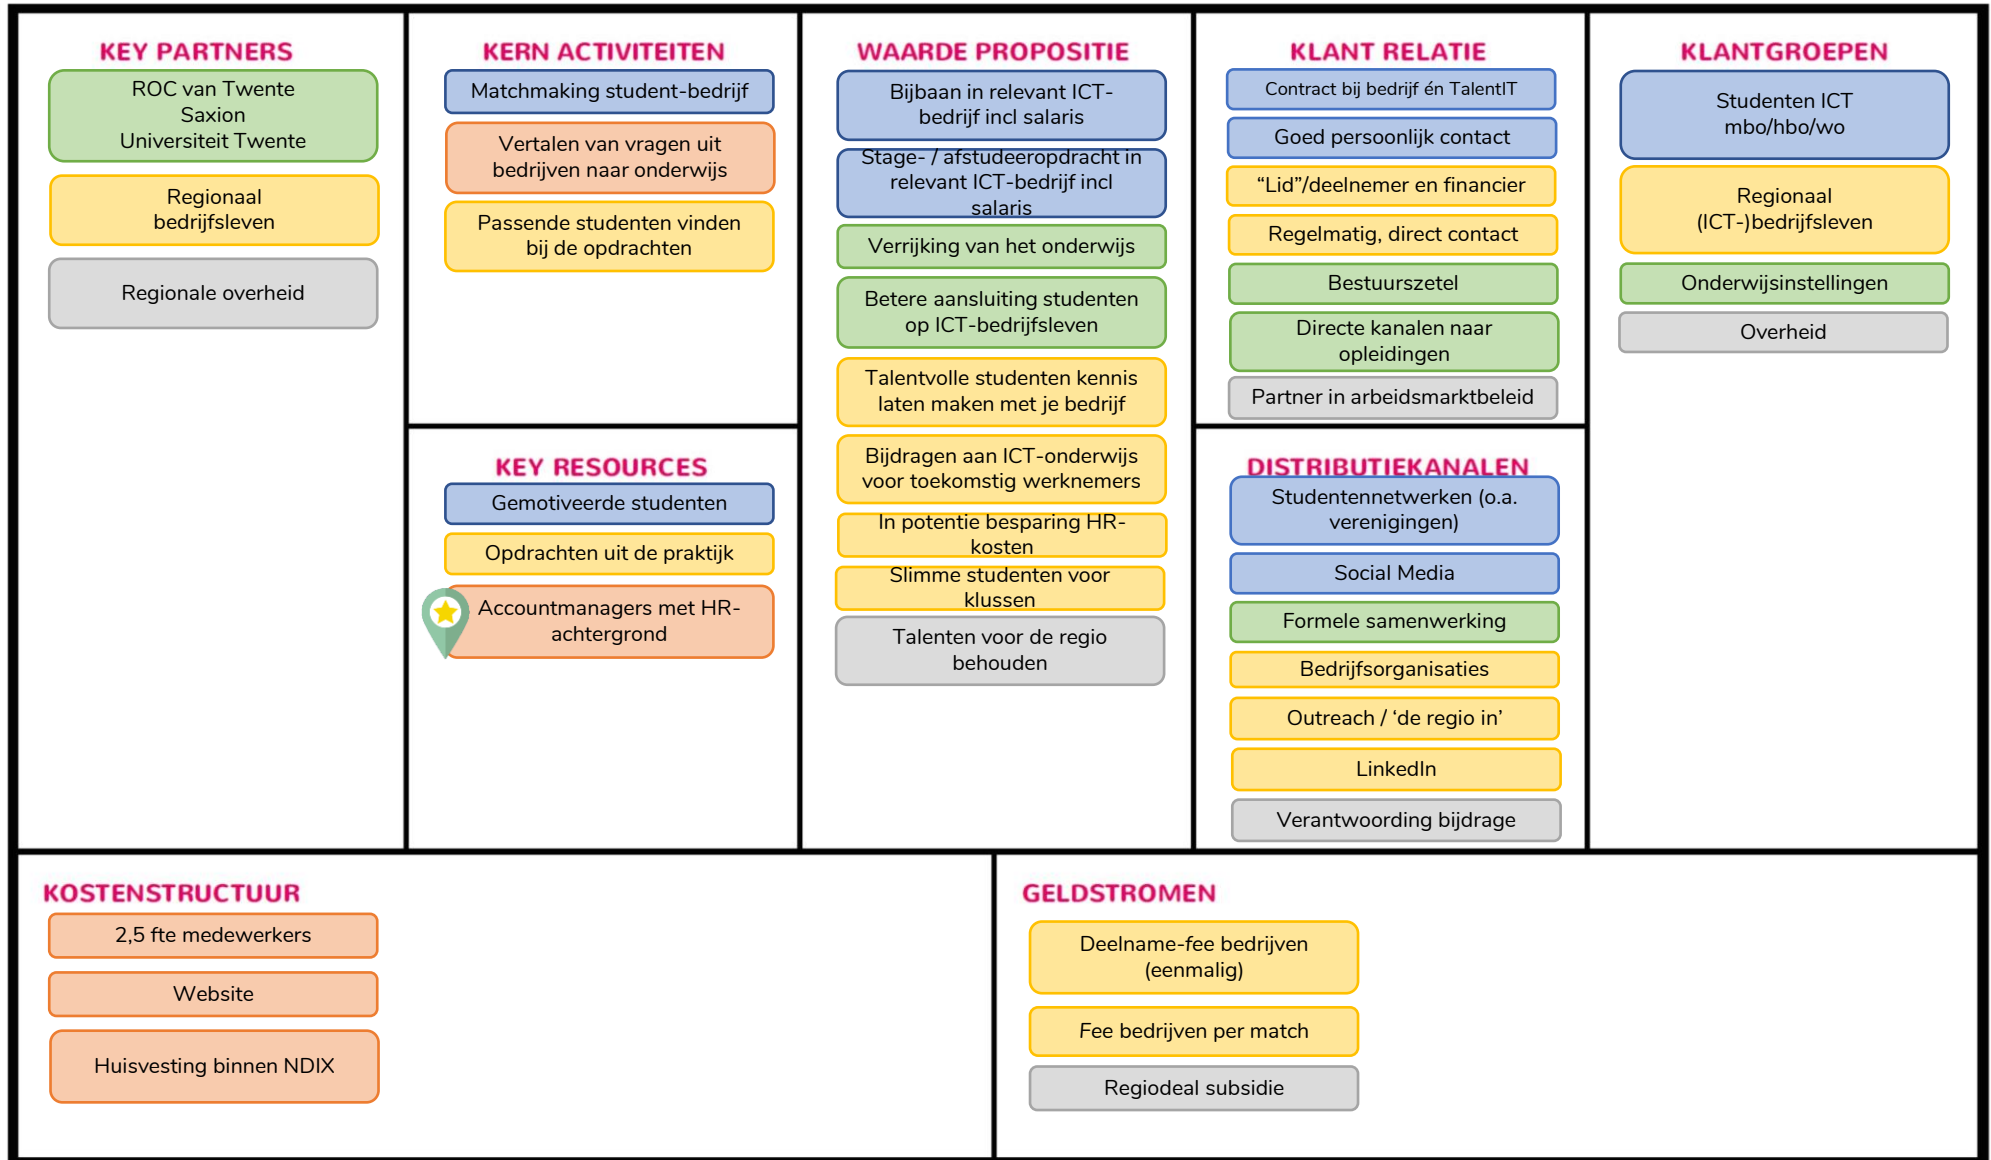 KEY PARTNERS
ROC van Twente
Saxion
Universiteit Twente
Regionaal
bedrijfsleven
Regionale overheid
KERN ACTIVITEITEN
Matchmaking student-bedrijf
Vertalen van vragen uit
bedrijven naar onderwijs
Passende studenten vinden
bij de opdrachten
KEY RESOURCES
Gemotiveerde studenten
Opdrachten uit de praktijk
Accountmanagers met HR-
achtergrond
WAARDE PROPOSITIE
Bijbaan in relevant ICT-
bedrijf incl salaris
Stage- / afstudeeropdracht in
relevant ICT-bedrijf incl
salaris
Verrijking van het onderwijs
Betere aansluiting studenten
op ICT-bedrijfsleven
Talentvolle studenten kennis
laten maken met je bedrijf
Bijdragen aan ICT-onderwijs
voor toekomstig werknemers
In potentie besparing HR-
kosten
Slimme studenten voor
klussen
Talenten voor de regio
behouden
KLANT RELATIE
Contract bij bedrijf én TalentIT
Goed persoonlijk contact
“Lid”/deelnemer en financier
Regelmatig, direct contact
Bestuurszetel
Directe kanalen naar
opleidingen
Partner in arbeidsmarktbeleid
DISTRIBUTIEKANALEN
Studentennetwerken (o.a.
verenigingen)
Social Media
Formele samenwerking
Bedrijfsorganisaties
Outreach / ‘de regio in’
LinkedIn
Verantwoording bijdrage
KLANTGROEPEN
Studenten ICT
mbo/hbo/wo
Regionaal
(ICT-)bedrijfsleven
Onderwijsinstellingen
Overheid
KOSTENSTRUCTUUR
2,5 fte medewerkers
Website
Huisvesting binnen NDIX
GELDSTROMEN
Deelname-fee bedrijven
(eenmalig)
Fee bedrijven per match
Regiodeal subsidie